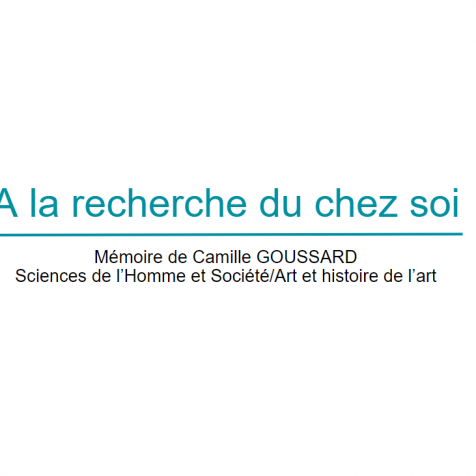 A la recherche du chez soi
Mémoire de Camille GOUSSARD
Sciences de l'Homme et Société/Art et histoire de l'art